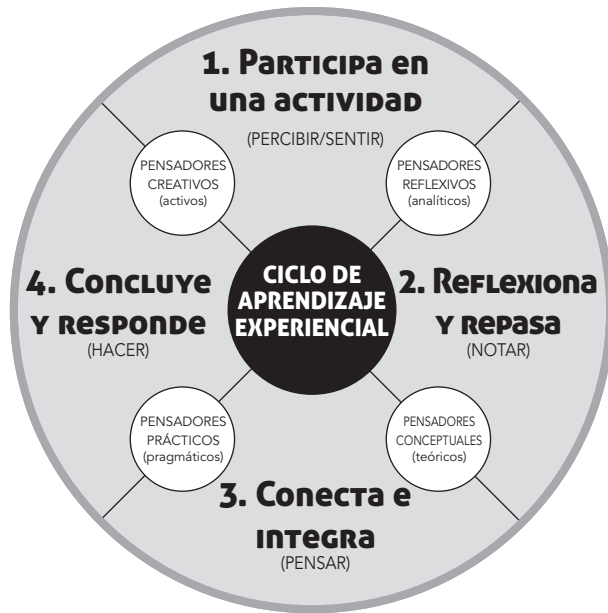 1. Participa en
una actividad
(PERCIBIR/SENTIR)
PENSADORES
CREATIVOS
(activos)
PENSADORES
REFLEXIVOS
(analíticos)
CICLO DE
APRENDIZAJE
EXPERIENCIAL
4. Concluye
y responde
(HACER)
2. Reflexiona
y repasa
(NOTAR)
PENSADORES
PRÁCTICOS
(pragmáticos)
PENSADORES
CONCEPTUALES
(teóricos)
3. Conecta e
integra
(PENSAR)